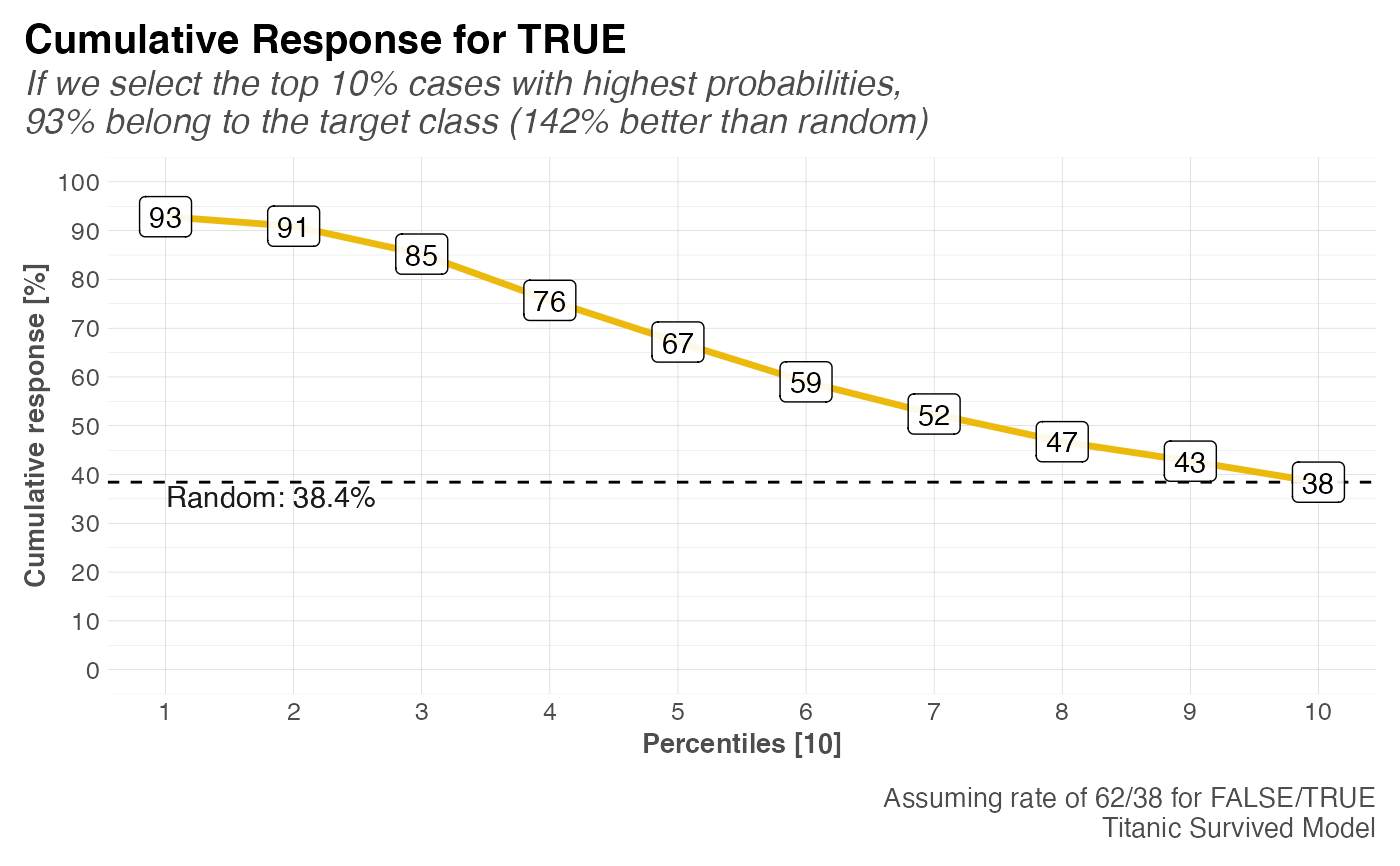 Cumulative Response for TRUE
If we select the top 10% cases with highest probabilities,
93% belong to the target class (142% better than random)
Cumulative response [%]
100
90
80
70
60
50
40
30
20
10
0
93
91
85
76
67
59
52
47
43
38
Random: 38.4%
1 2 3 4 5 6 7 8 9 10
Percentiles [10]
Assuming rate of 62/38 for FALSE/TRUE
Titanic Survived Model